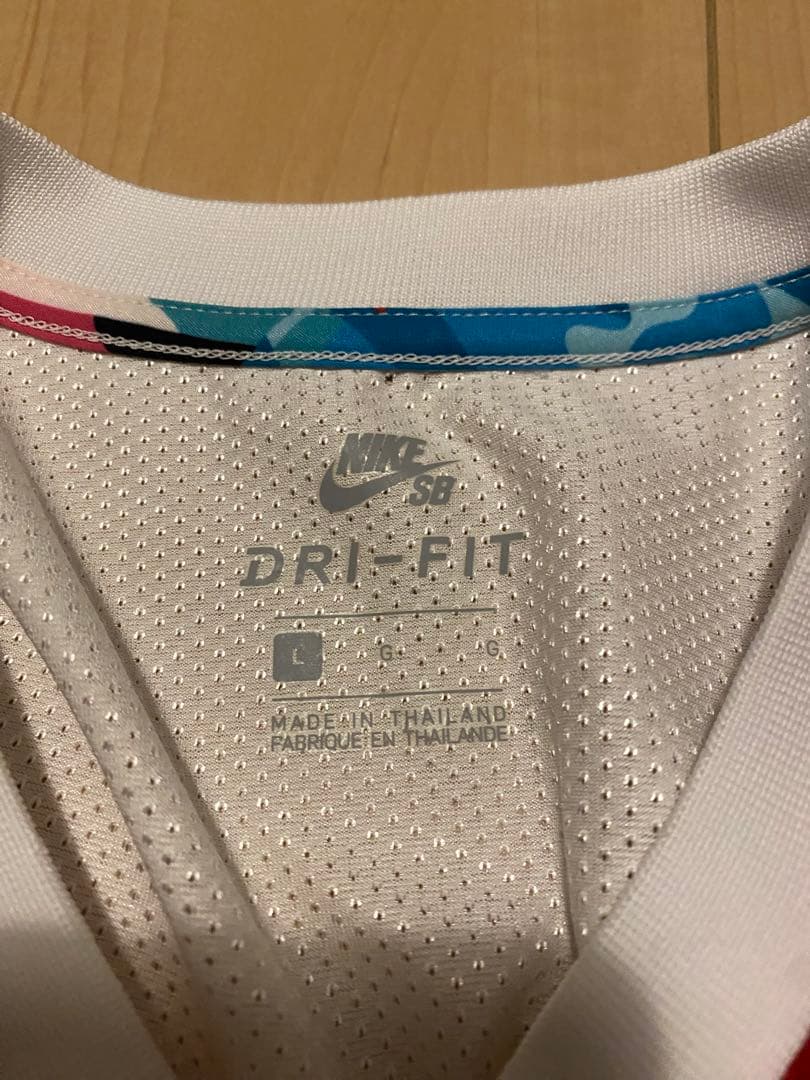 NIKE
SB
DRI-FIT
L G G
MADE IN THAILAND
FABRIQUE EN THAILANDE